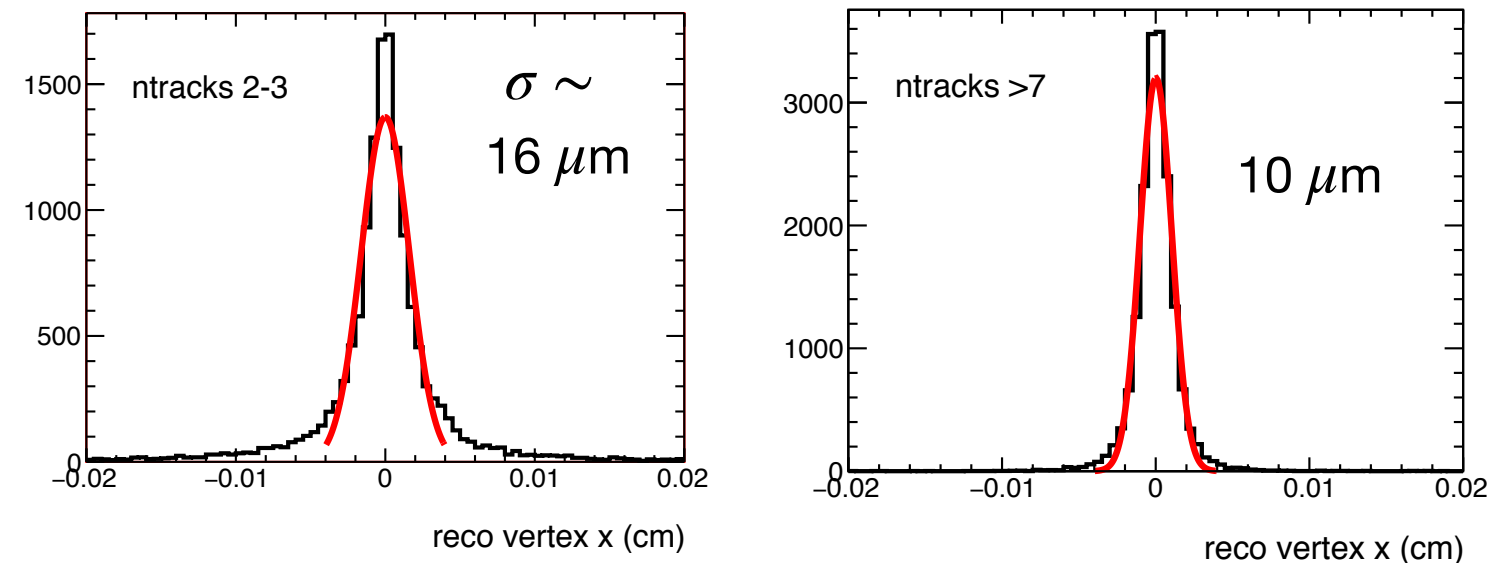 ntracks 2-3
σ ∼
16 μm
1500
1000
500
0
−0.02
−0.01
0
0.01
0.02
reco vertex x (cm)
ntracks >7
10 μm
3000
2000
1000
0
−0.02
−0.01
0
0.01
0.02
reco vertex x (cm)